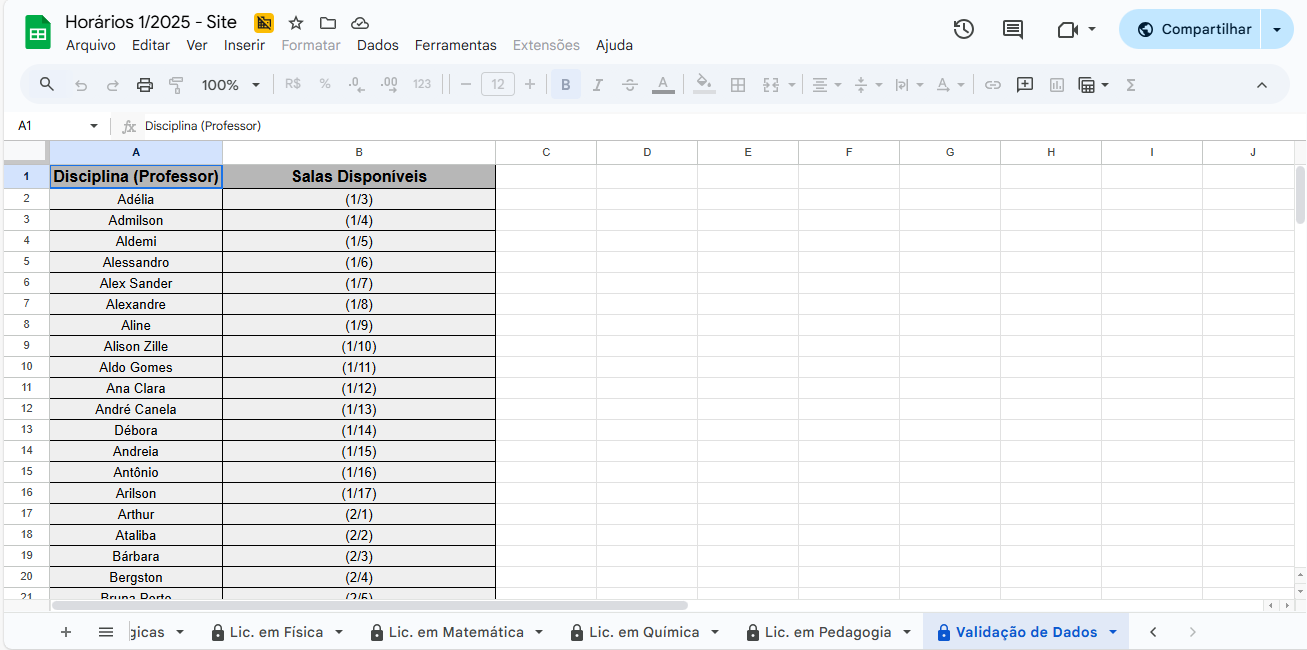 Horários 1/2025 - Site
Arquivo Editar Ver Inserir Formatar Dados Ferramentas Extensões Ajuda
Compartilhar
100% R$ % .0 .00 123 12 B I A A Σ
A1 fx Disciplina (Professor)
A B C D E F G H I J
1 Disciplina (Professor) Salas Disponíveis
2 Adélia (1/3)
3 Admilson (1/4)
4 Aldemi (1/5)
5 Alessandro (1/6)
6 Alex Sander (1/7)
7 Alexandre (1/8)
8 Aline (1/9)
9 Alison Zille (1/10)
10 Aldo Gomes (1/11)
11 Ana Clara (1/12)
12 André Canela (1/13)
13 Débora (1/14)
14 Andreia (1/15)
15 Antônio (1/16)
16 Arilson (1/17)
17 Arthur (2/1)
18 Ataliba (2/2)
19 Bárbara (2/3)
20 Bergston (2/4)
21 Bruna Porto (2/5)
gicas Lic. em Física Lic. em Matemática Lic. em Química Lic. em Pedagogia Validação de Dados